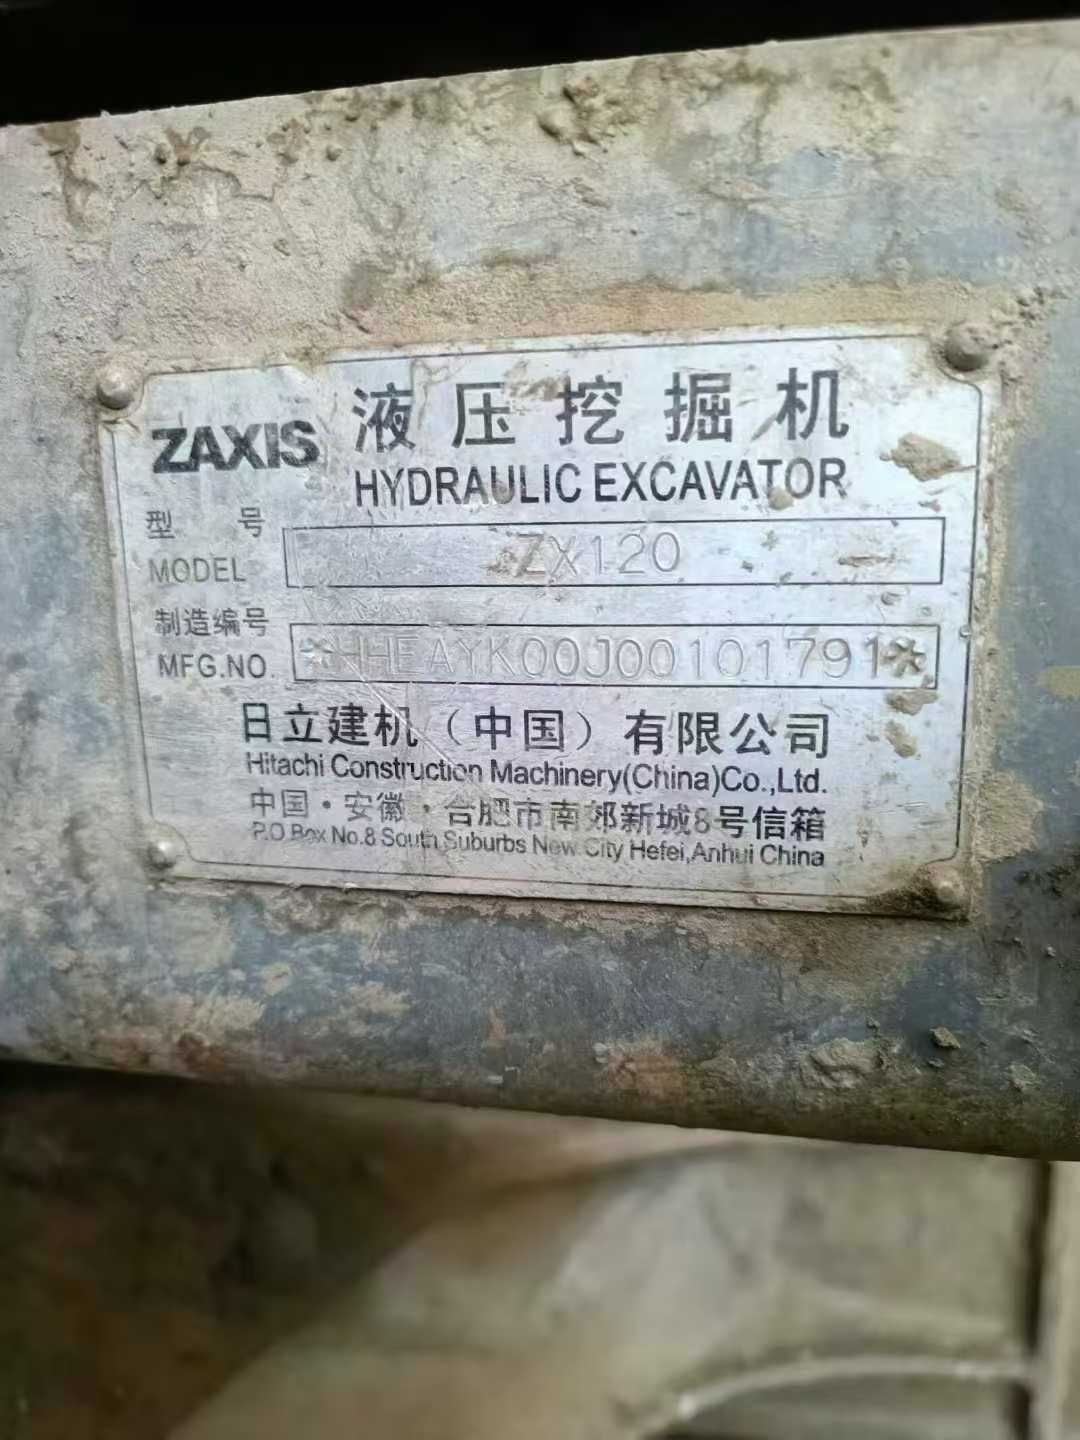 ZAXIS 液压挖掘机
HYDRAULIC EXCAVATOR
型 号
MODEL ZX120
制造编号
MFG.NO. *HHEAYK00J00101791*
日立建机（中国）有限公司
Hitachi Construction Machinery(China)Co.,Ltd.
中国·安徽·合肥市南郊新城8号信箱
P.O Box No.8 South Suburbs New City Hefei,Anhui China